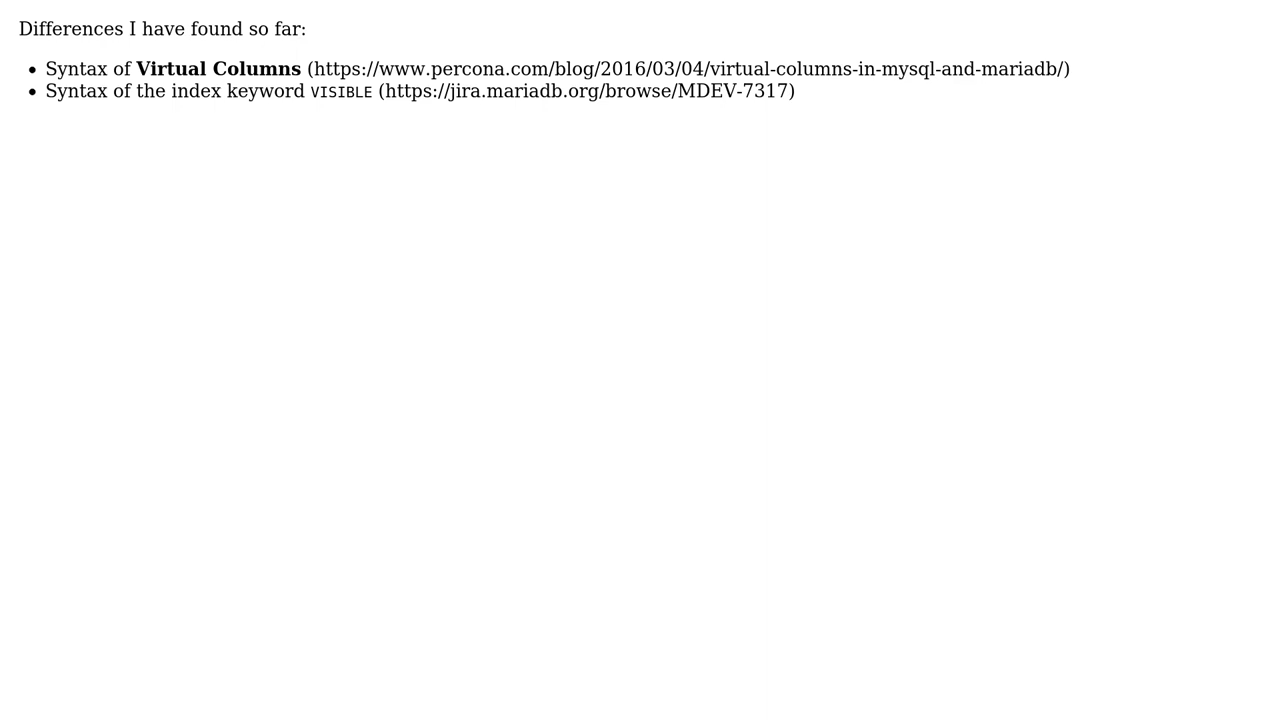 Differences I have found so far:
• Syntax of Virtual Columns (https://www.percona.com/blog/2016/03/04/virtual-columns-in-mysql-and-mariadb/)
• Syntax of the index keyword VISIBLE (https://jira.mariadb.org/browse/MDEV-7317)